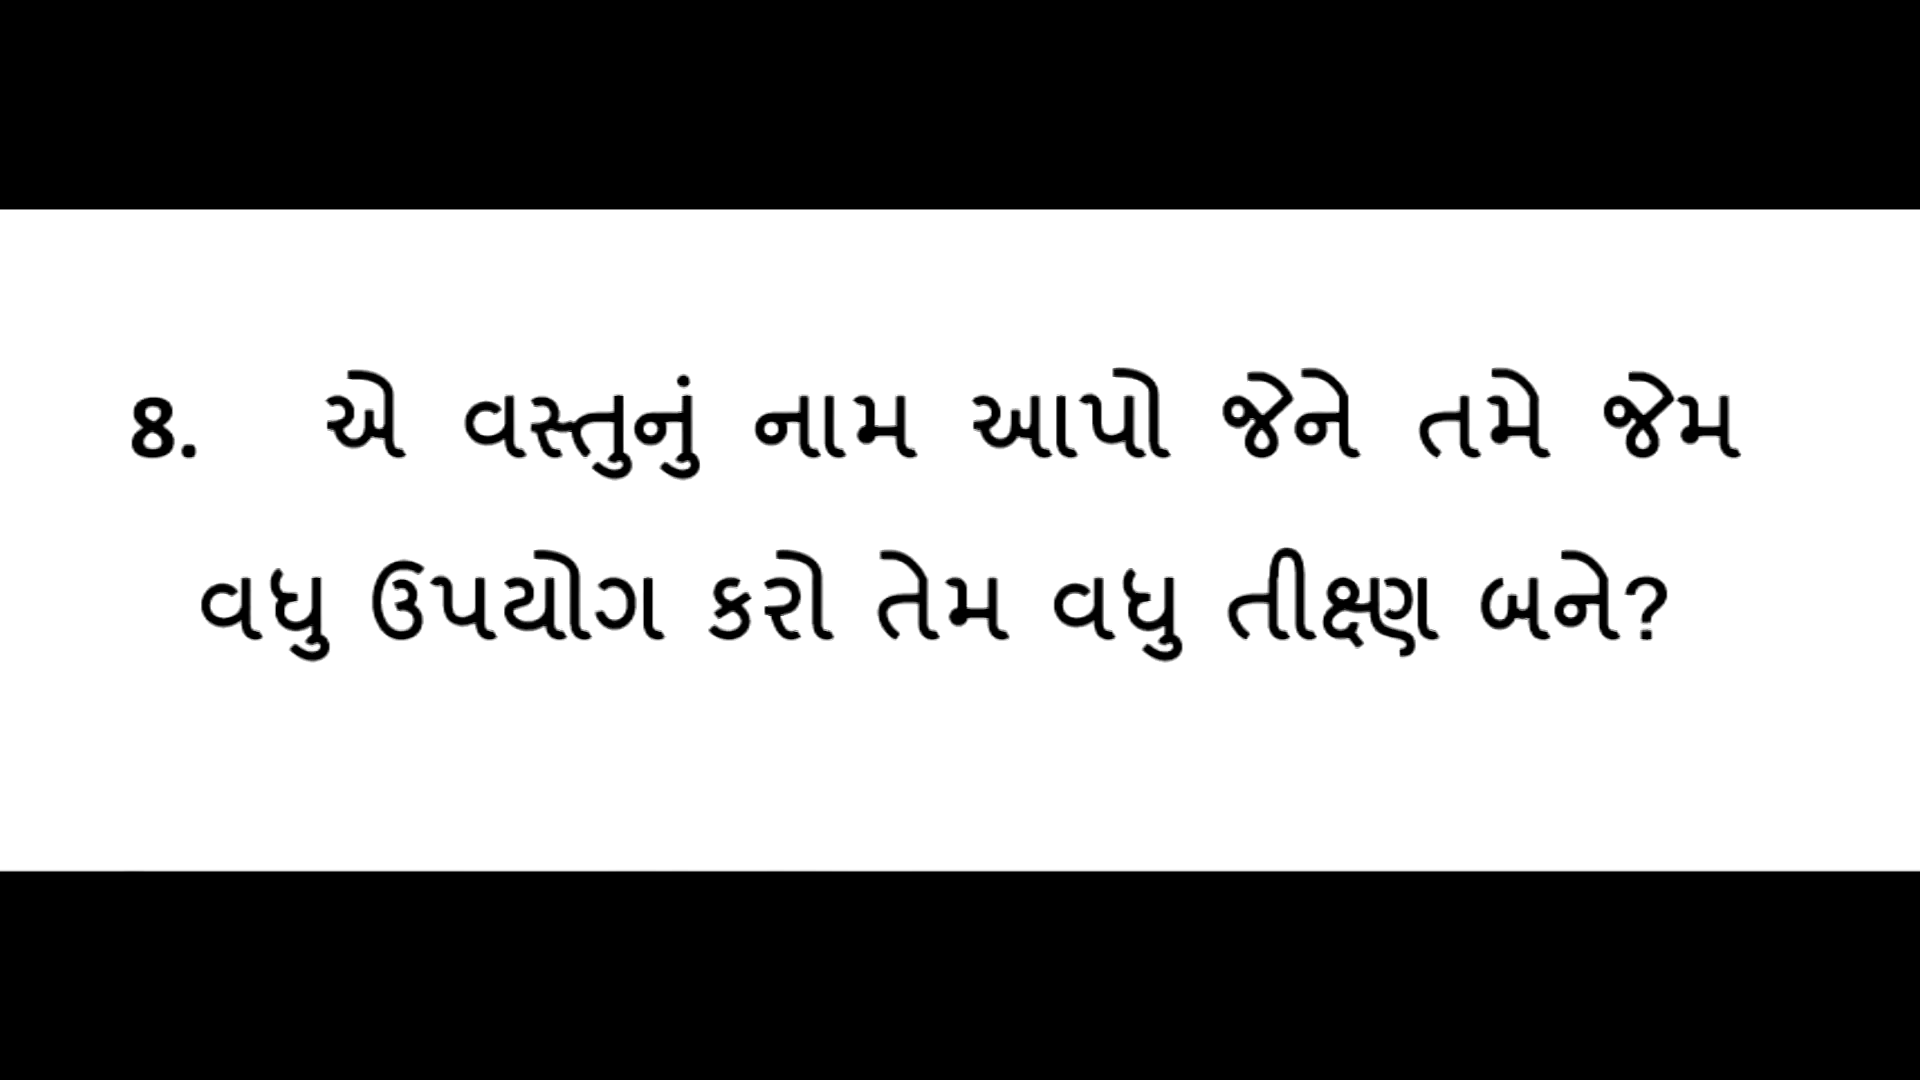 8. એ વસ્તુનું નામ આપો જેને તમે જેમ
વધુ ઉપયોગ કરો તેમ વધુ તીક્ષ્ણ બને?